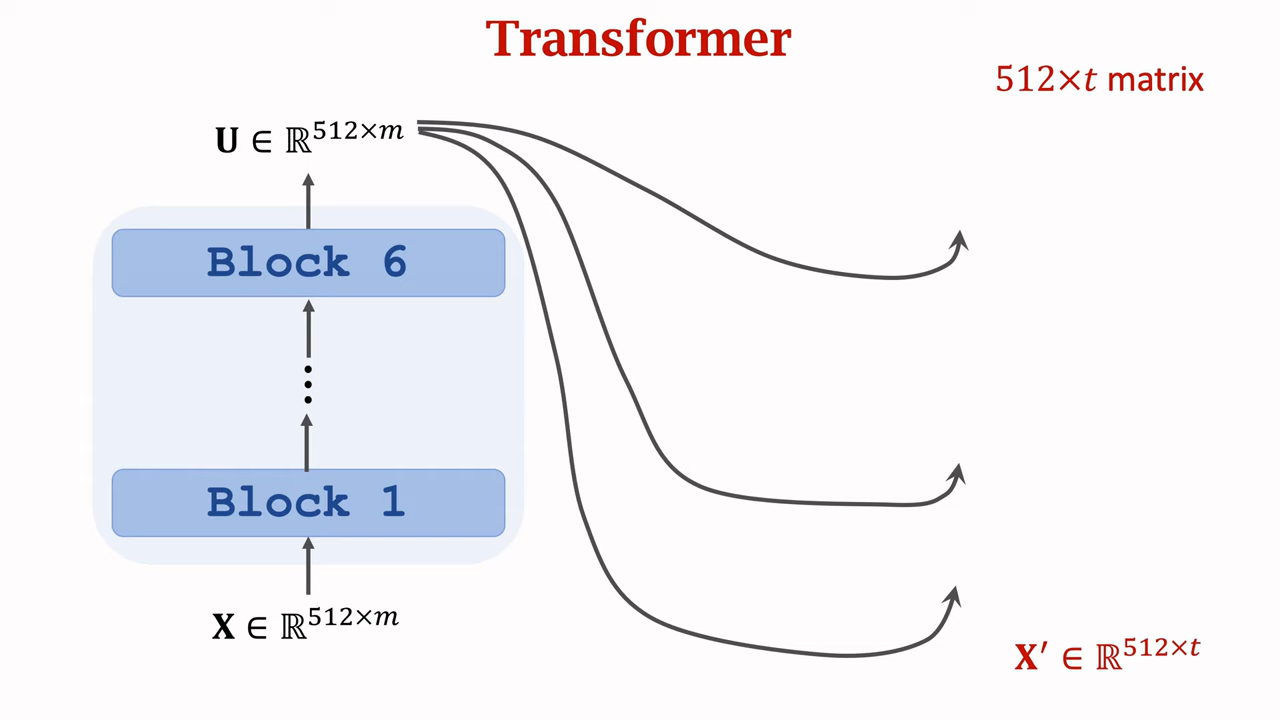 Transformer
512×t matrix
U ∈ ℝ^{512×m}
Block 6
⋮
Block 1
X ∈ ℝ^{512×m}
X′ ∈ ℝ^{512×t}